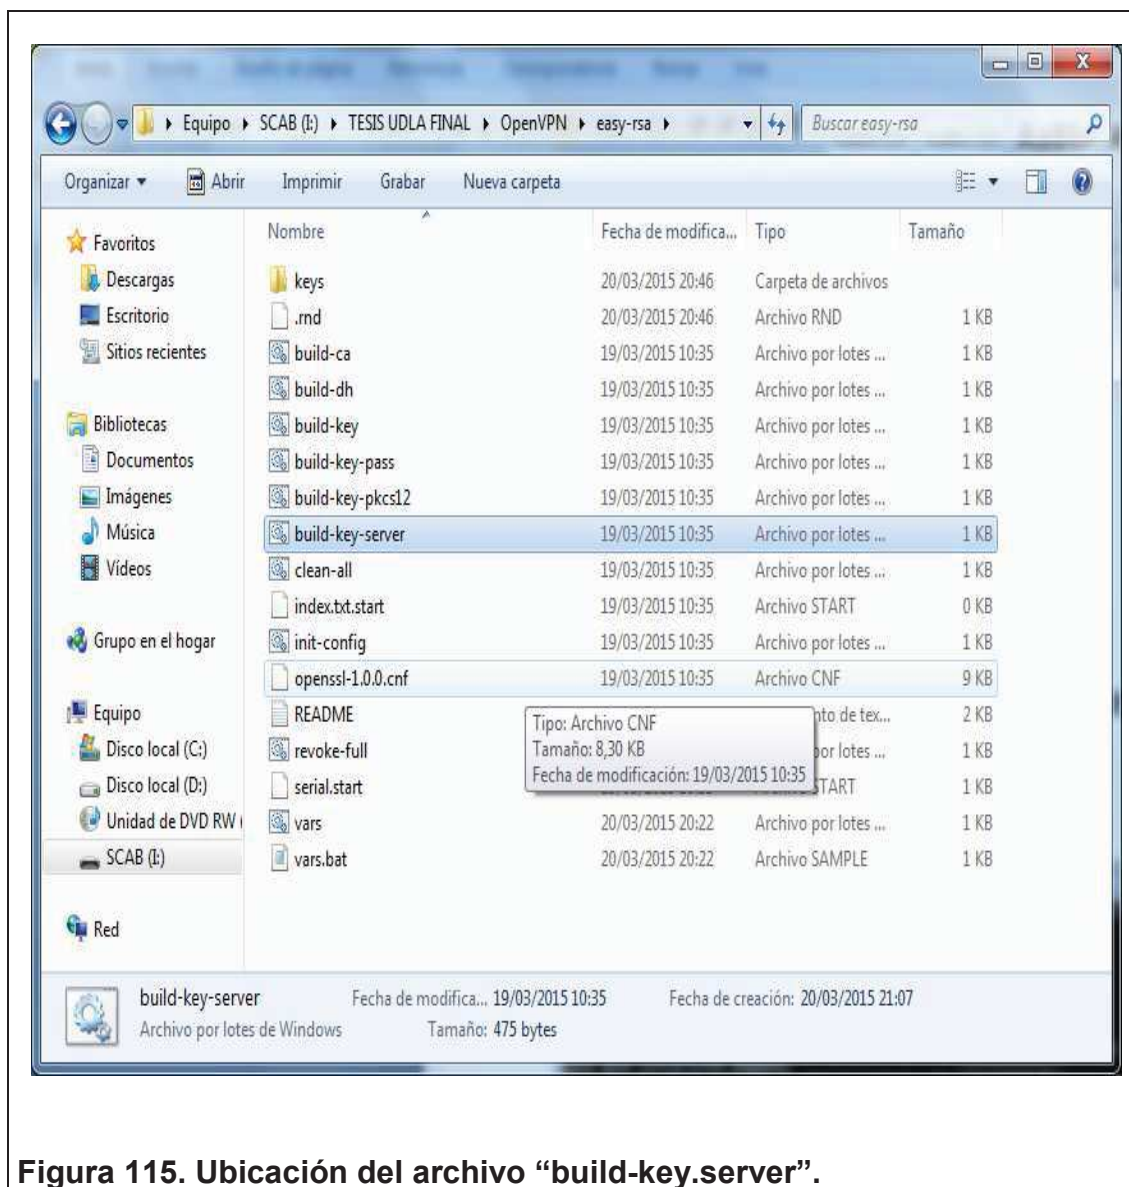 Equipo SCAB (I:) TESIS UDLA FINAL OpenVPN easy-rsa Buscar easy-rsa
Organizar Abrir Imprimir Grabar Nueva carpeta
Favoritos
Descargas
Escritorio
Sitios recientes
Bibliotecas
Documentos
Imágenes
Música
Vídeos
Grupo en el hogar
Equipo
Disco local (C:)
Disco local (D:)
Unidad de DVD RW (
SCAB (I:)
Red
Nombre Fecha de modifica... Tipo Tamaño
keys 20/03/2015 20:46 Carpeta de archivos
.rnd 20/03/2015 20:46 Archivo RND 1 KB
build-ca 19/03/2015 10:35 Archivo por lotes ... 1 KB
build-dh 19/03/2015 10:35 Archivo por lotes ... 1 KB
build-key 19/03/2015 10:35 Archivo por lotes ... 1 KB
build-key-pass 19/03/2015 10:35 Archivo por lotes ... 1 KB
build-key-pkcs12 19/03/2015 10:35 Archivo por lotes ... 1 KB
build-key-server 19/03/2015 10:35 Archivo por lotes ... 1 KB
clean-all 19/03/2015 10:35 Archivo por lotes ... 1 KB
index.txt.start 19/03/2015 10:35 Archivo START 0 KB
init-config 19/03/2015 10:35 Archivo por lotes ... 1 KB
openssl-1.0.0.cnf 19/03/2015 10:35 Archivo CNF 9 KB
README nto de tex... 2 KB
revoke-full por lotes ... 1 KB
serial.start START 1 KB
vars 20/03/2015 20:22 Archivo por lotes ... 1 KB
vars.bat 20/03/2015 20:22 Archivo SAMPLE 1 KB
Tipo: Archivo CNF
Tamaño: 8,30 KB
Fecha de modificación: 19/03/2015 10:35
build-key-server Fecha de modifica... 19/03/2015 10:35 Fecha de creación: 20/03/2015 21:07
Archivo por lotes de Windows Tamaño: 475 bytes
Figura 115. Ubicación del archivo “build-key.server”.